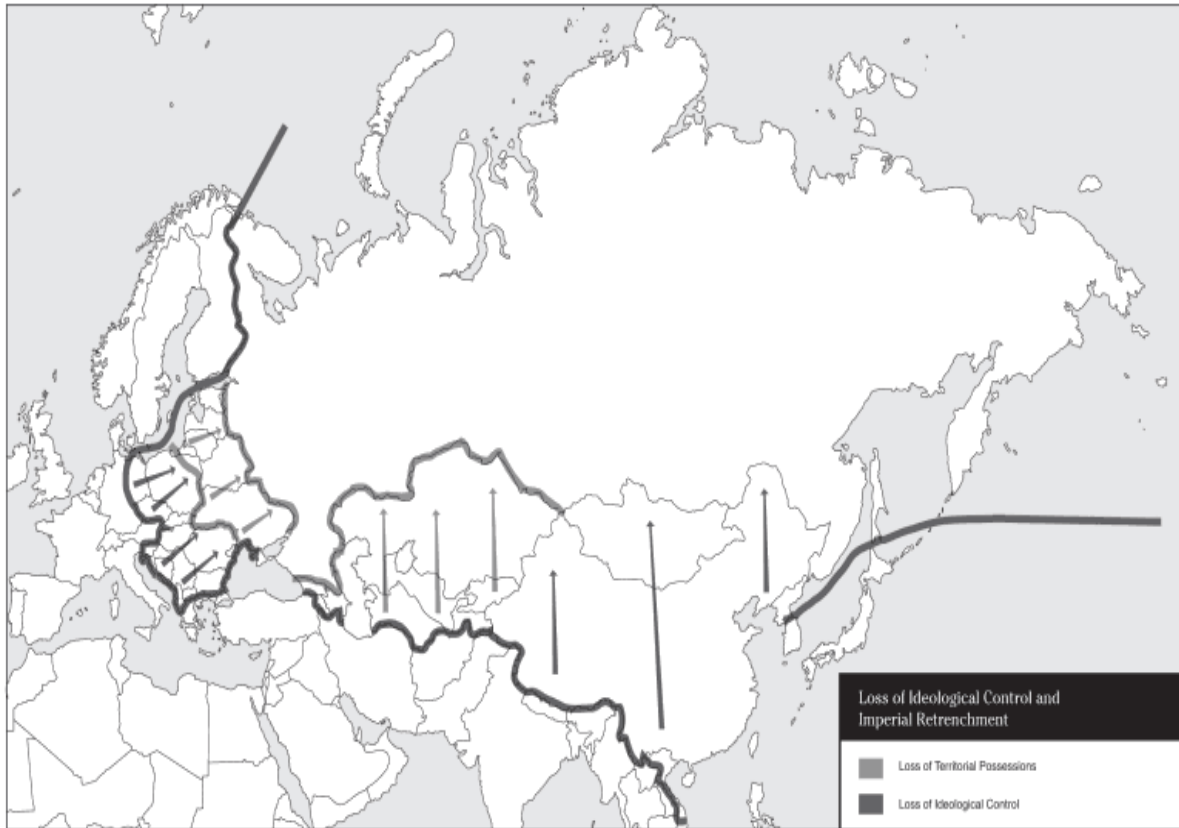 Loss of Ideological Control and
Imperial Retrenchment
Loss of Territorial Possessions
Loss of Ideological Control